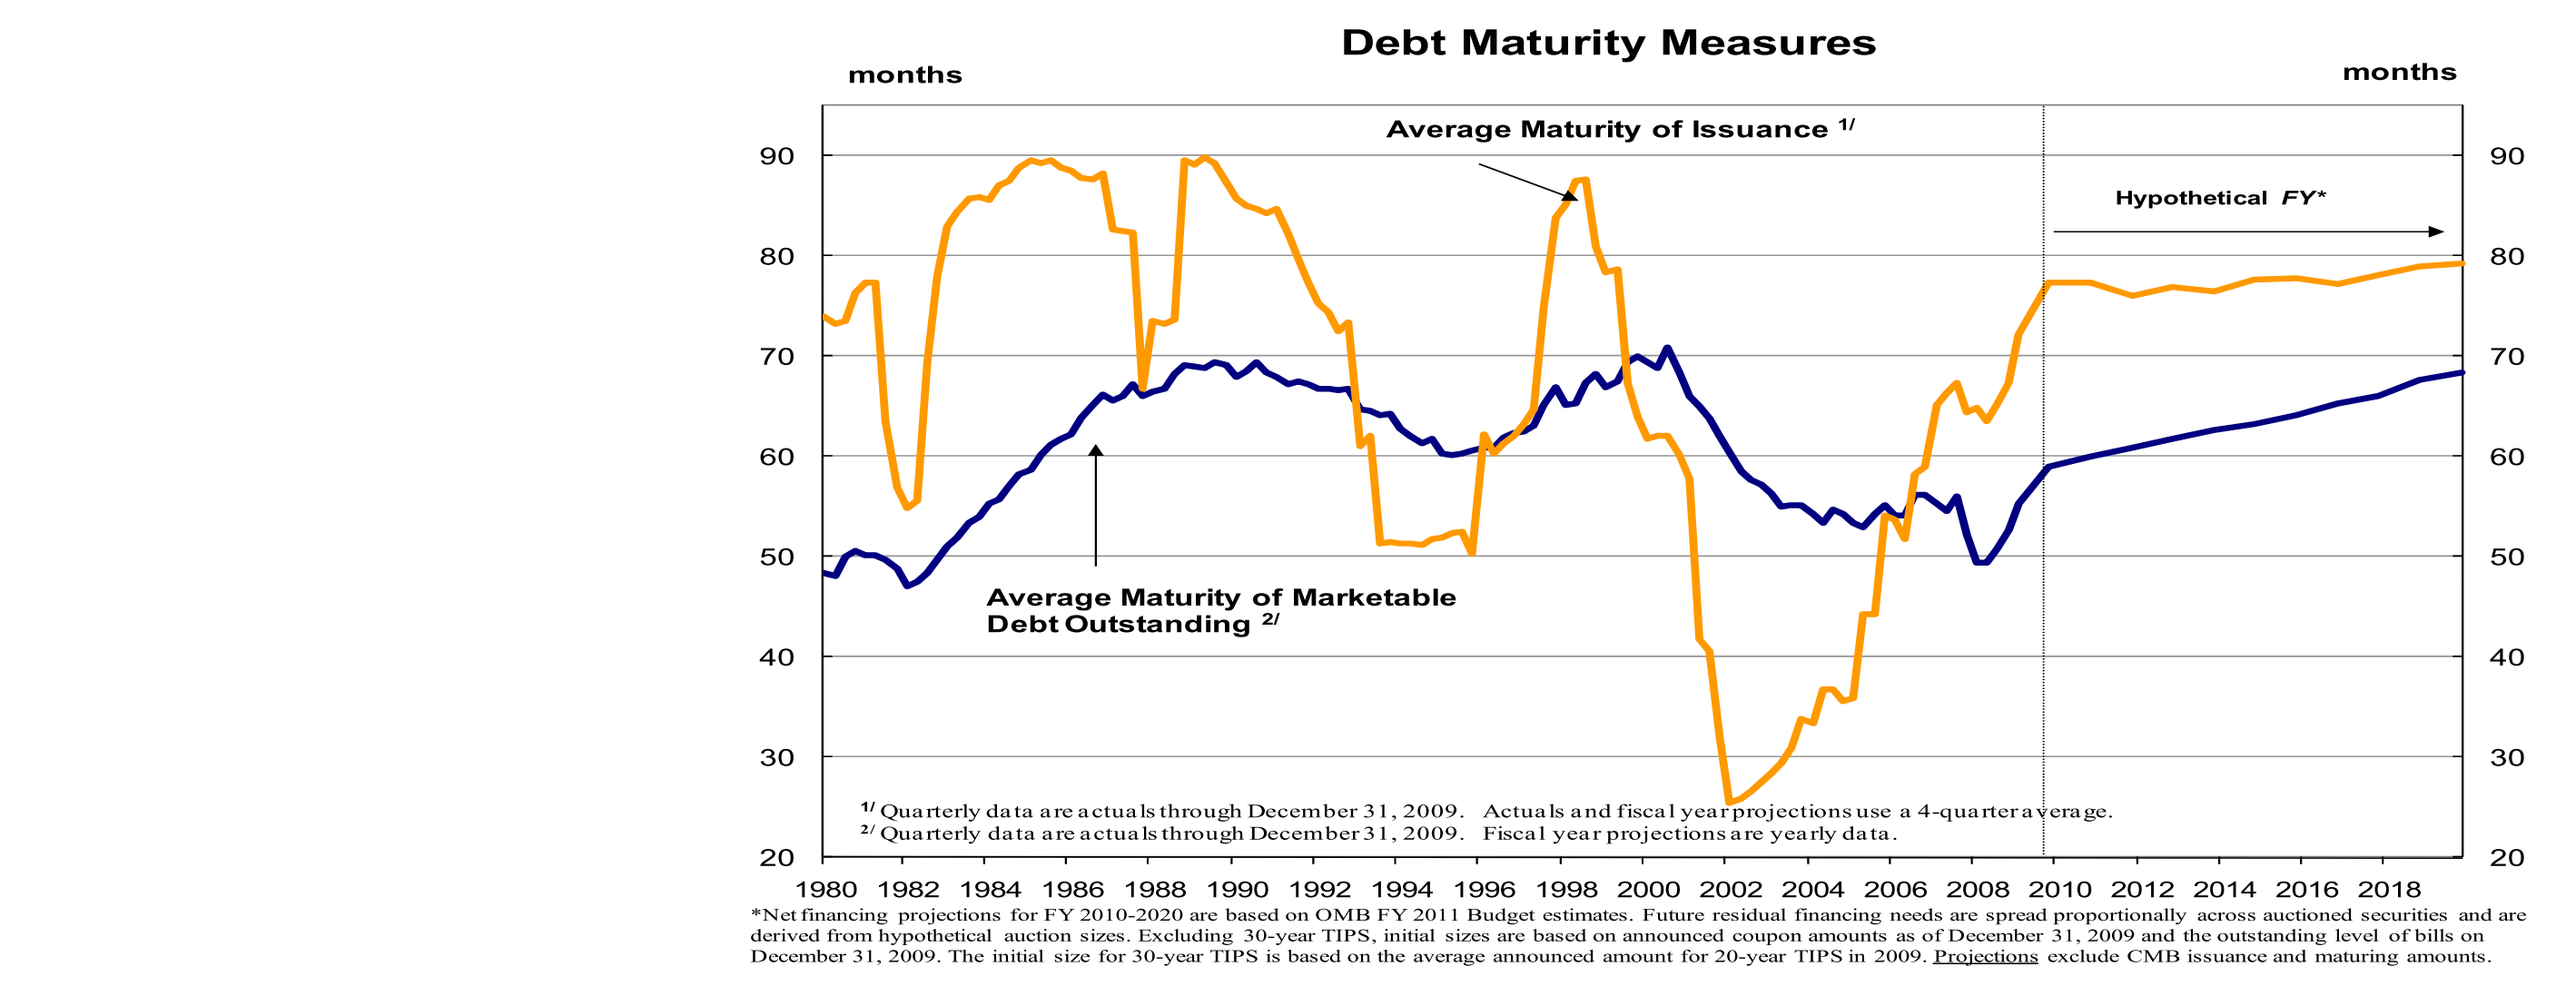 Debt Maturity Measures
months
months
Average Maturity of Issuance 1/
90
90
Hypothetical FY*
80
80
70
70
60
60
50
50
Average Maturity of Marketable
Debt Outstanding 2/
40
40
30
30
1/ Quarterly data are actuals through December 31, 2009. Actuals and fiscal year projections use a 4-quarter average.
2/ Quarterly data are actuals through December 31, 2009. Fiscal year projections are yearly data.
20
20
1980 1982 1984 1986 1988 1990 1992 1994 1996 1998 2000 2002 2004 2006 2008 2010 2012 2014 2016 2018
*Net financing projections for FY 2010-2020 are based on OMB FY 2011 Budget estimates. Future residual financing needs are spread proportionally across auctioned securities and are
derived from hypothetical auction sizes. Excluding 30-year TIPS, initial sizes are based on announced coupon amounts as of December 31, 2009 and the outstanding level of bills on
December 31, 2009. The initial size for 30-year TIPS is based on the average announced amount for 20-year TIPS in 2009. Projections exclude CMB issuance and maturing amounts.